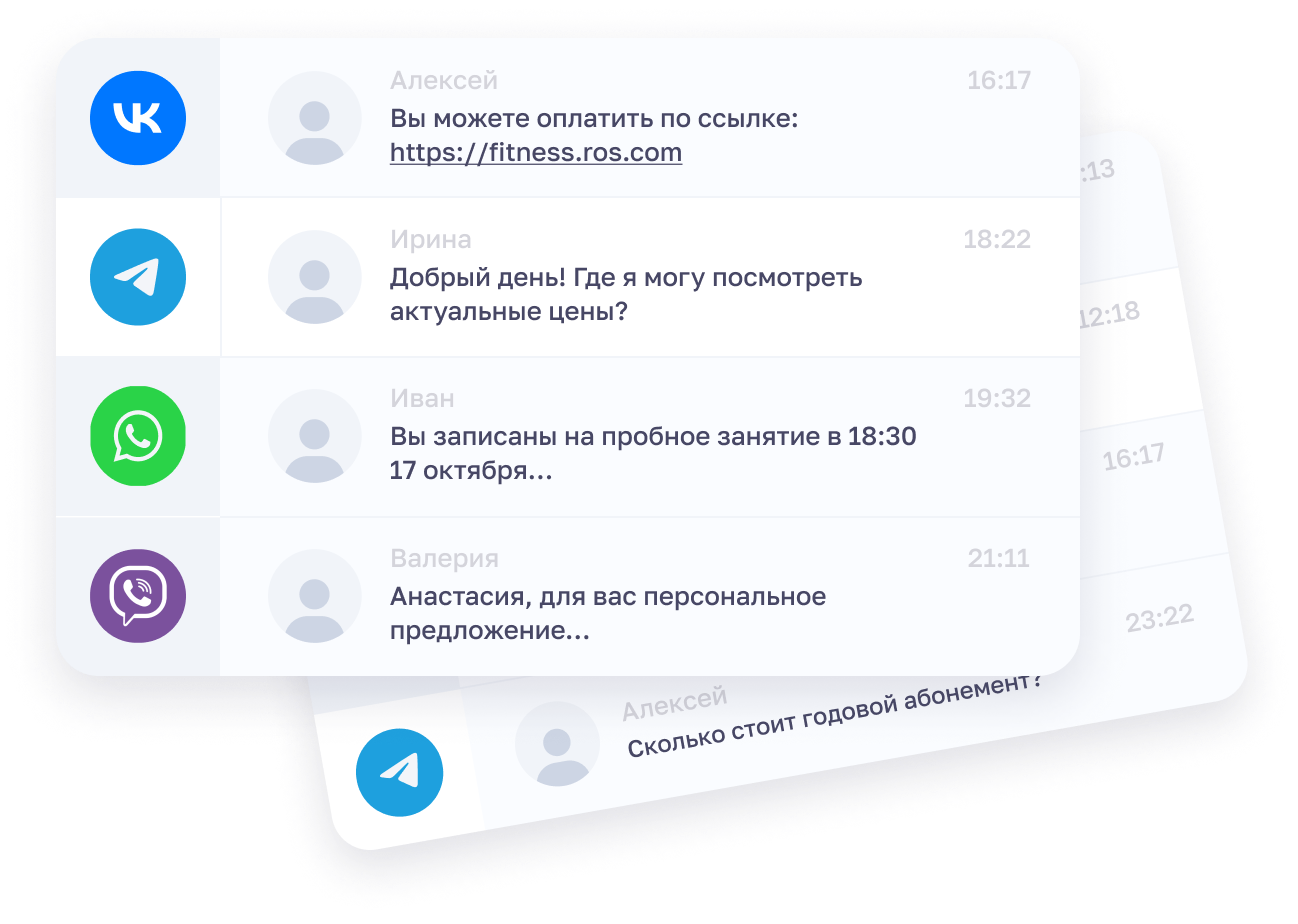 VK
Алексей
16:17
Вы можете оплатить по ссылке:
https://fitness.ros.com
Ирина
18:22
Добрый день! Где я могу посмотреть
актуальные цены?
Иван
19:32
Вы записаны на пробное занятие в 18:30
17 октября...
Валерия
21:11
Анастасия, для вас персональное
предложение...
:13
12:18
16:17
23:22
Алексей
Сколько стоит годовой абонемент?